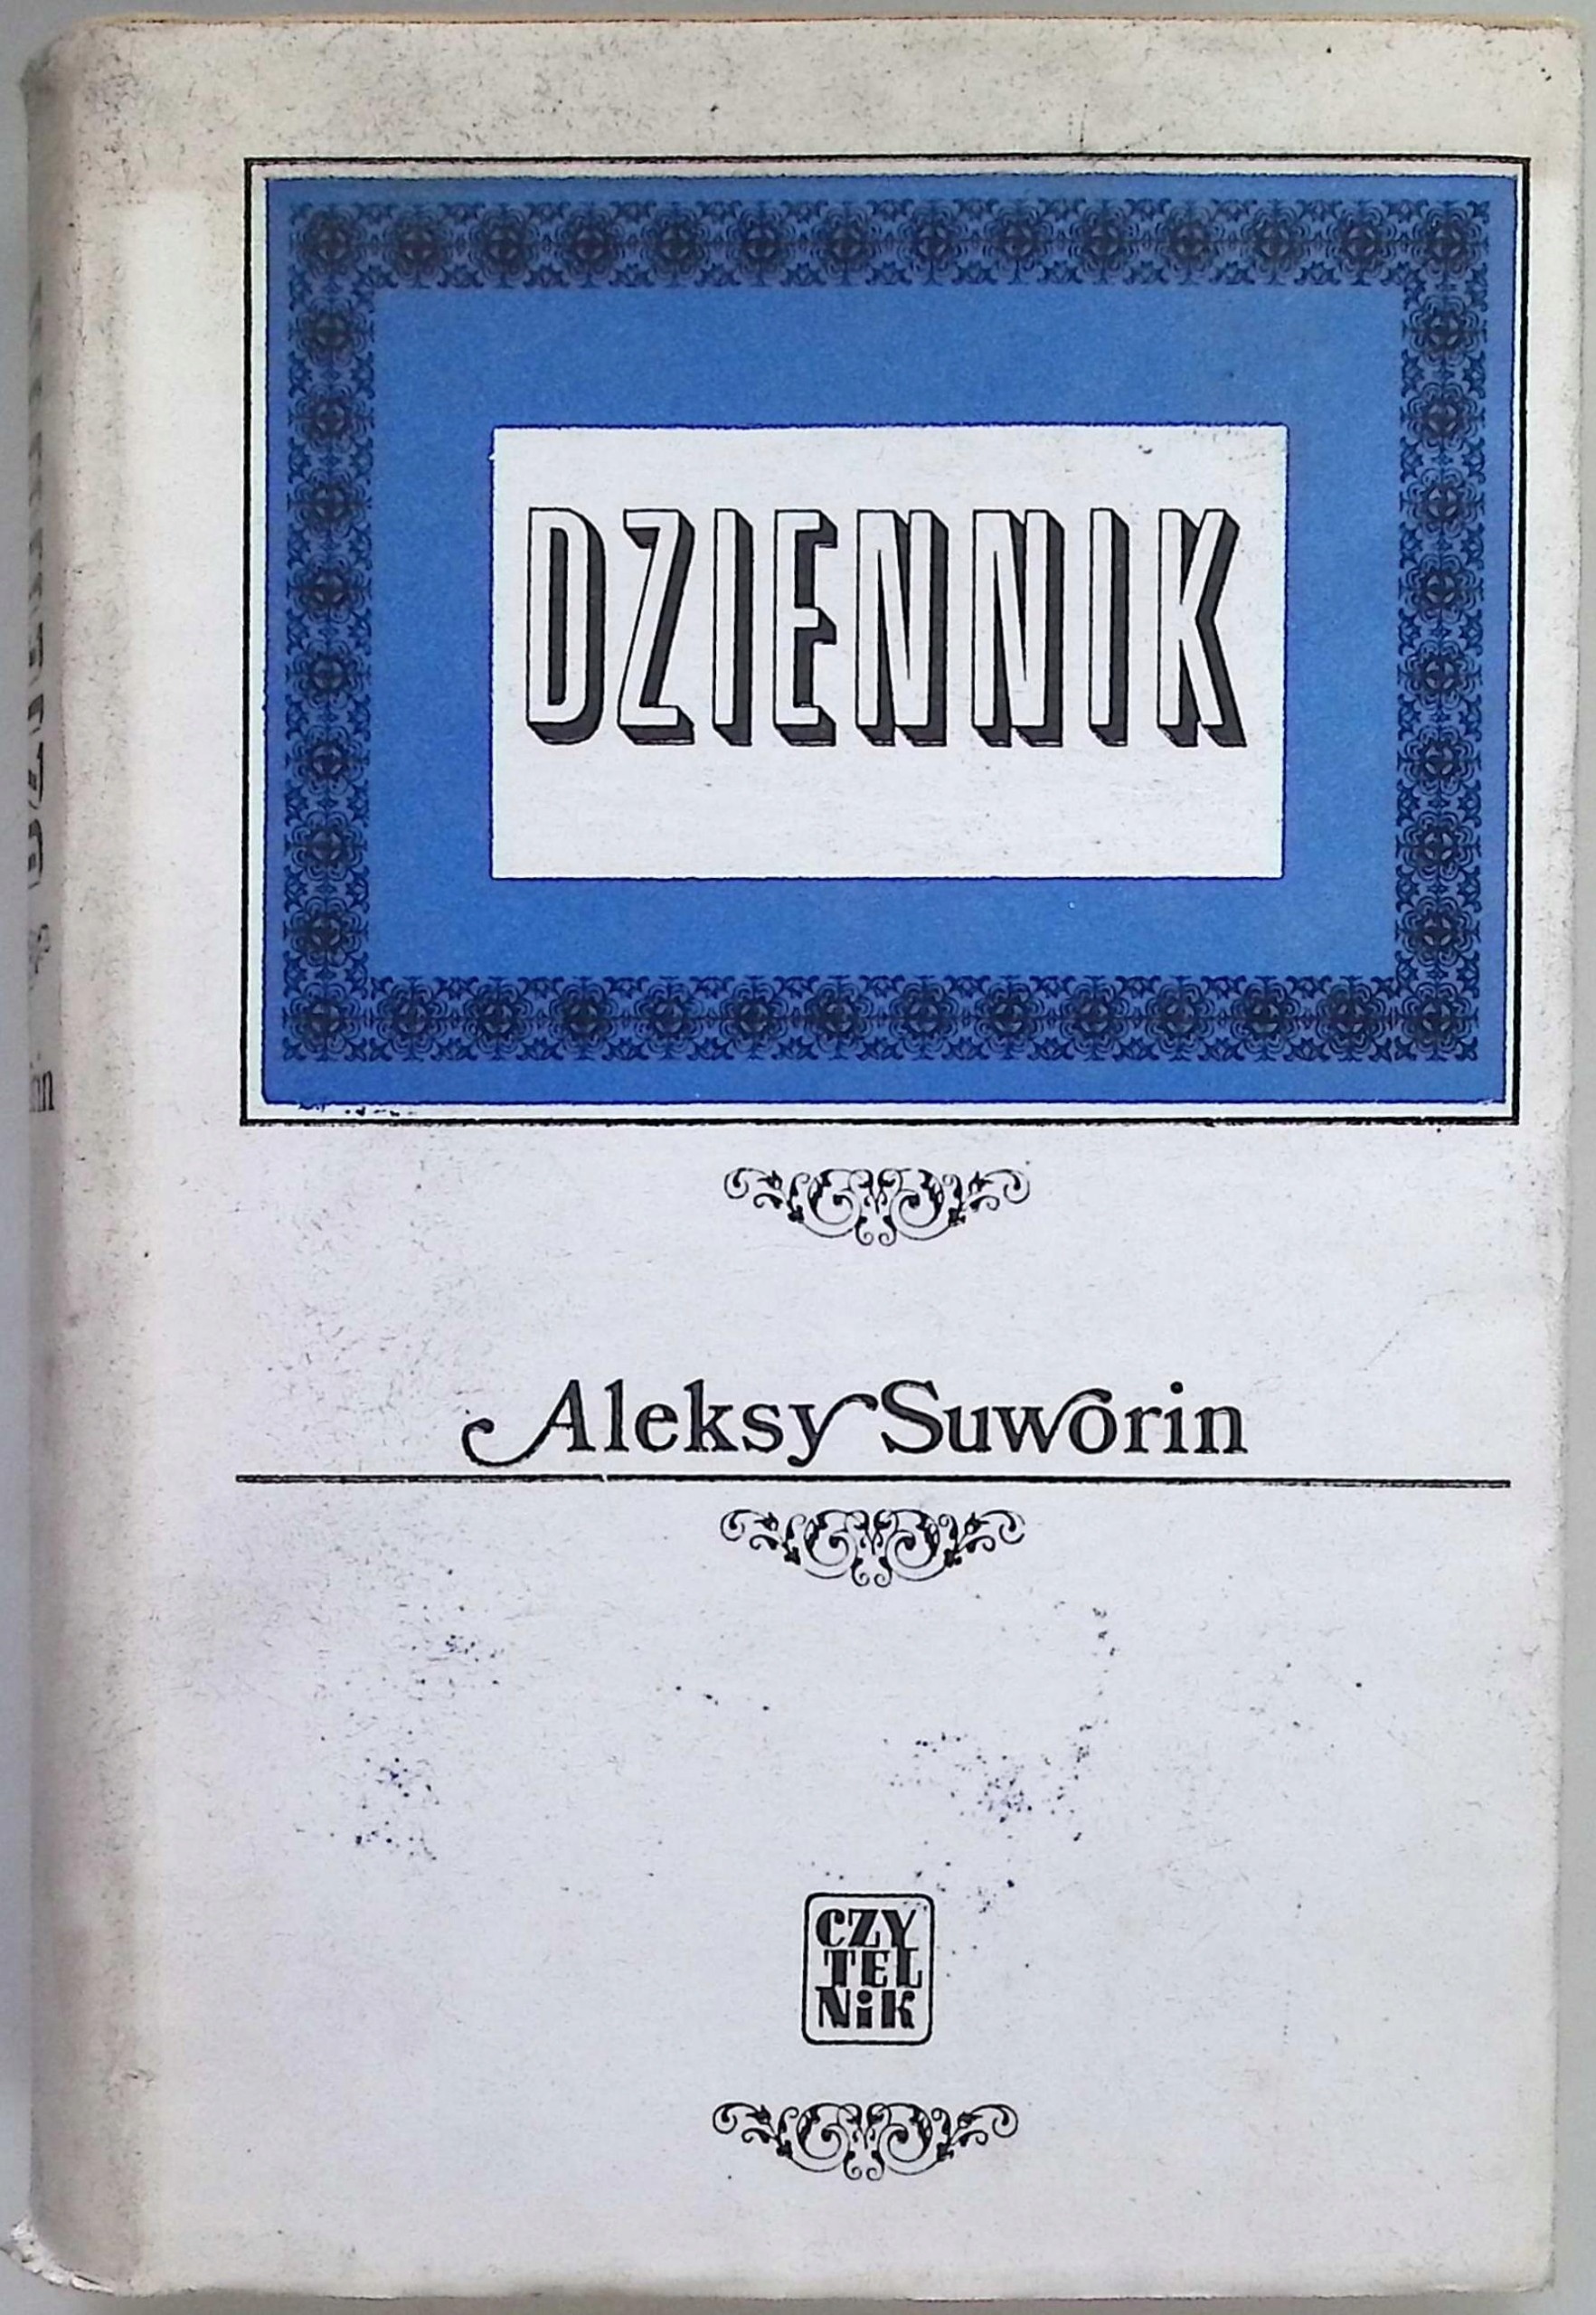 DZIENNIK
Aleksy Suworin
CZY
TEL
NiK